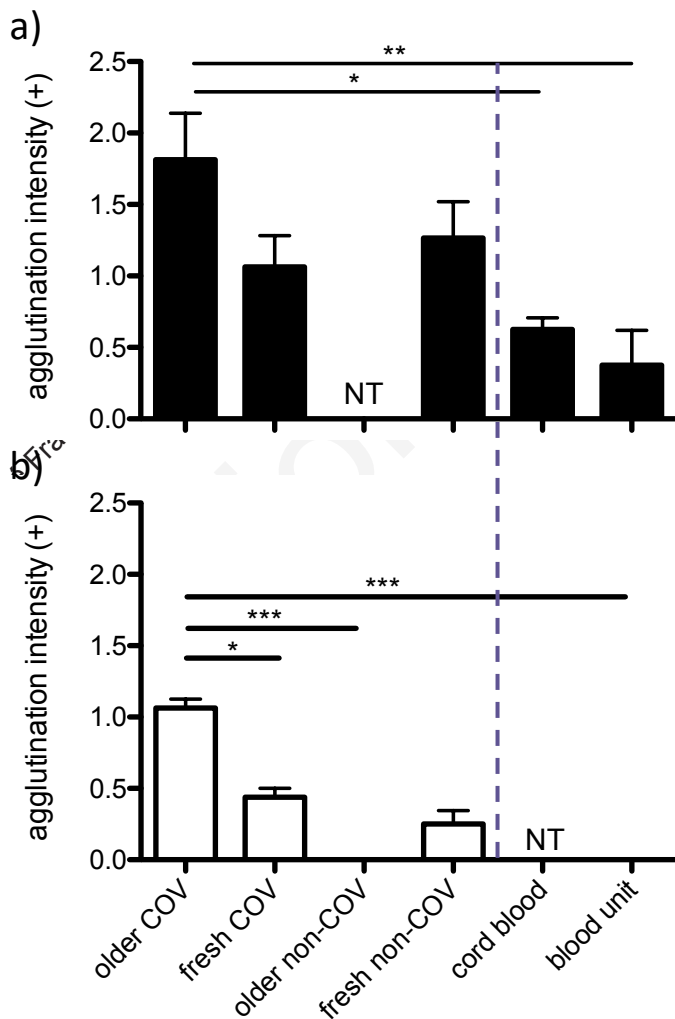 a)
**
*
2.5
2.0
1.5
1.0
0.5
0.0
agglutination intensity (+)
NT
b)
2.5
2.0
1.5
1.0
0.5
0.0
agglutination intensity (+)
***
***
*
NT
older COV
fresh COV
older non-COV
fresh non-COV
cord blood
blood unit